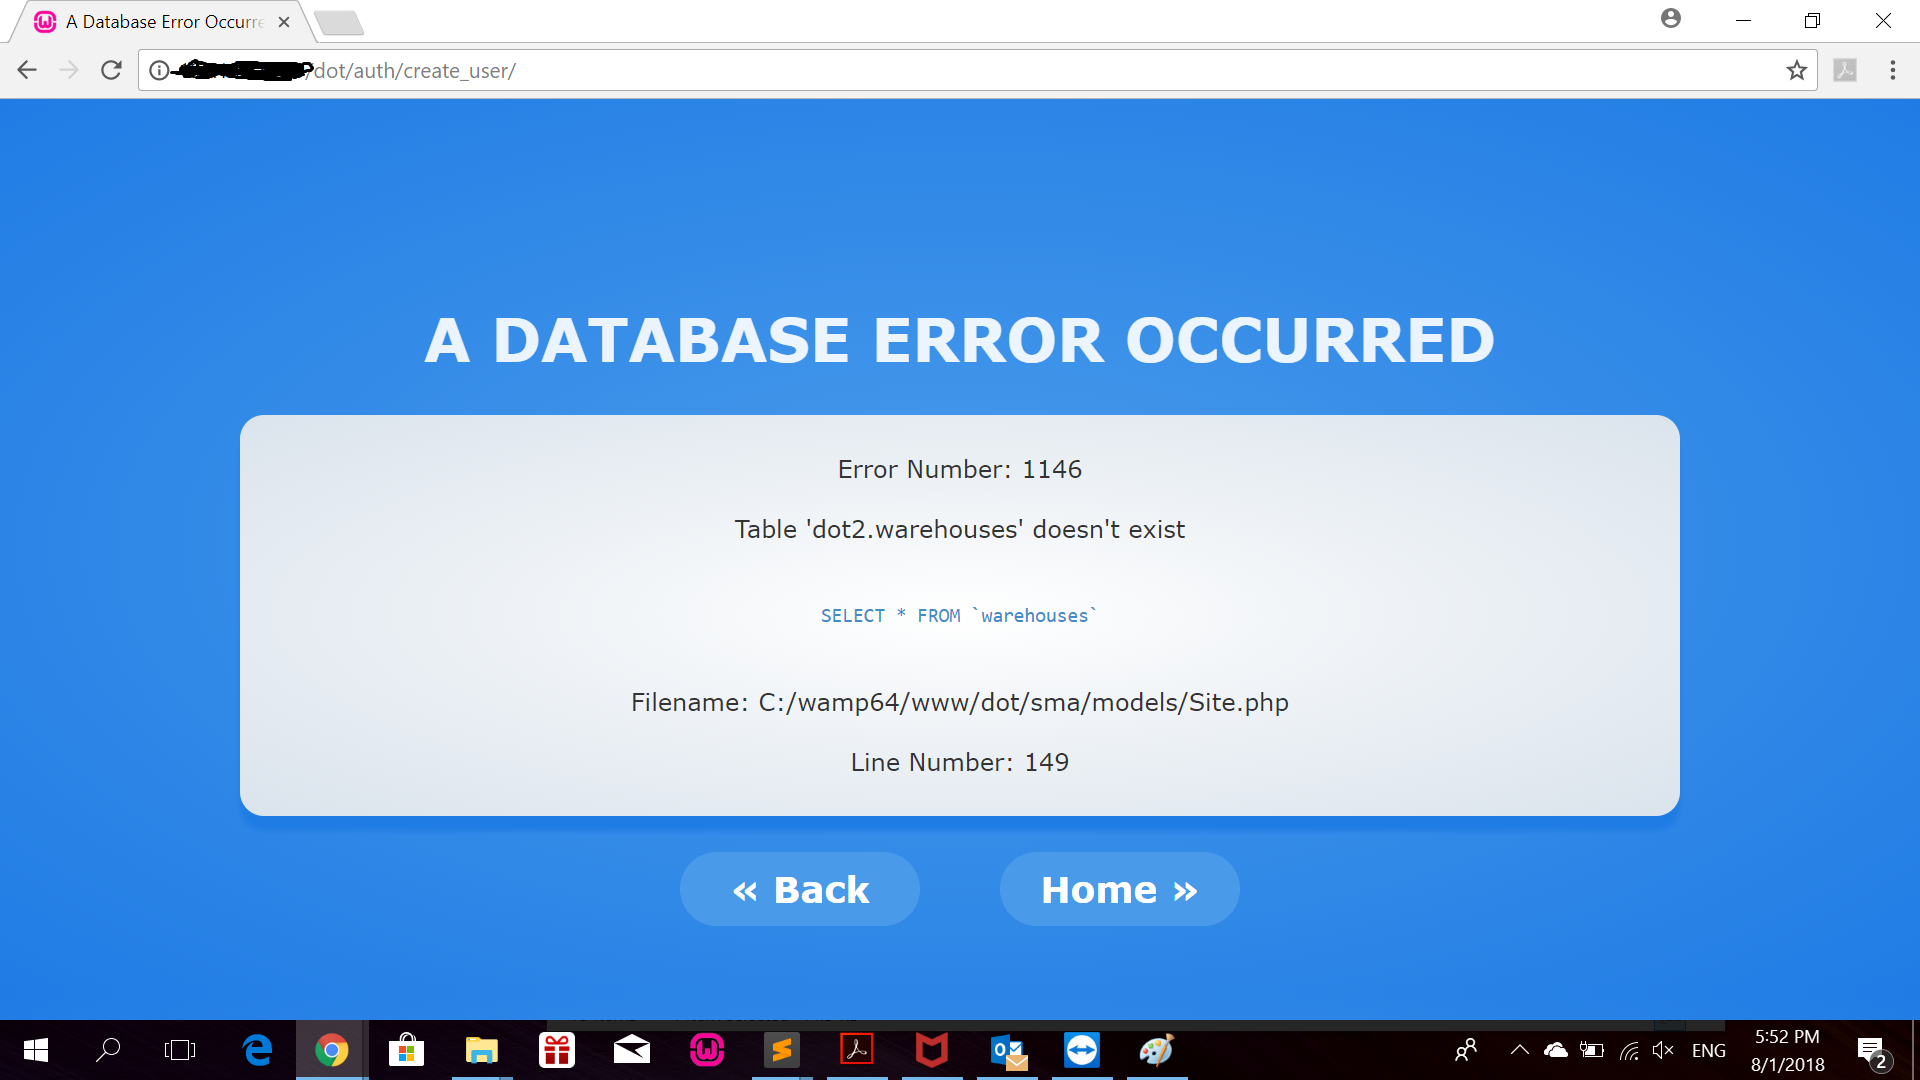 A Database Error Occurre
/dot/auth/create_user/
A DATABASE ERROR OCCURRED
Error Number: 1146
Table 'dot2.warehouses' doesn't exist
SELECT * FROM `warehouses`
Filename: C:/wamp64/www/dot/sma/models/Site.php
Line Number: 149
« Back
Home »
ENG
5:52 PM
8/1/2018
2